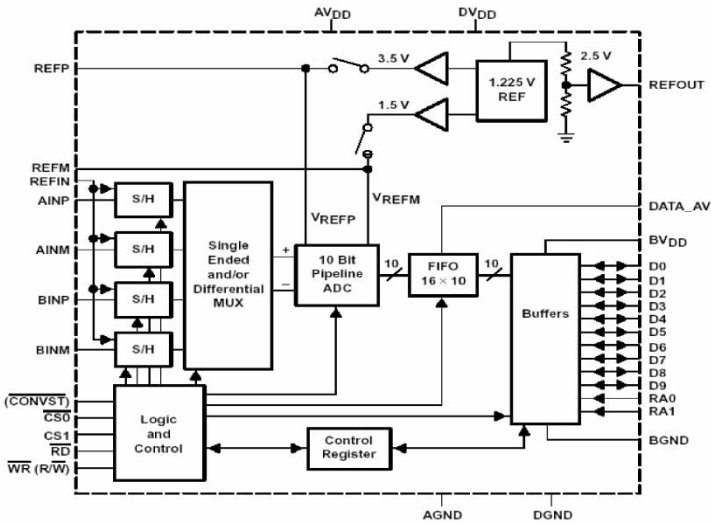 AVDD
DVDD
REFP
3.5 V
1.225 V
REF
2.5 V
REFOUT
1.5 V
REFM
REFIN
AINP
S/H
VREFP
VREFM
DATA_AV
AINM
S/H
Single
Ended
and/or
Differential
MUX
+
–
10 Bit
Pipeline
ADC
10
FIFO
16 × 10
10
BVDD
Buffers
D0
D1
D2
D3
D4
D5
D6
D7
D8
D9
RA0
RA1
BINP
S/H
BINM
S/H
(CONVST)
CS0
CS1
RD
WR (R/W)
Logic
and
Control
Control
Register
BGND
AGND
DGND